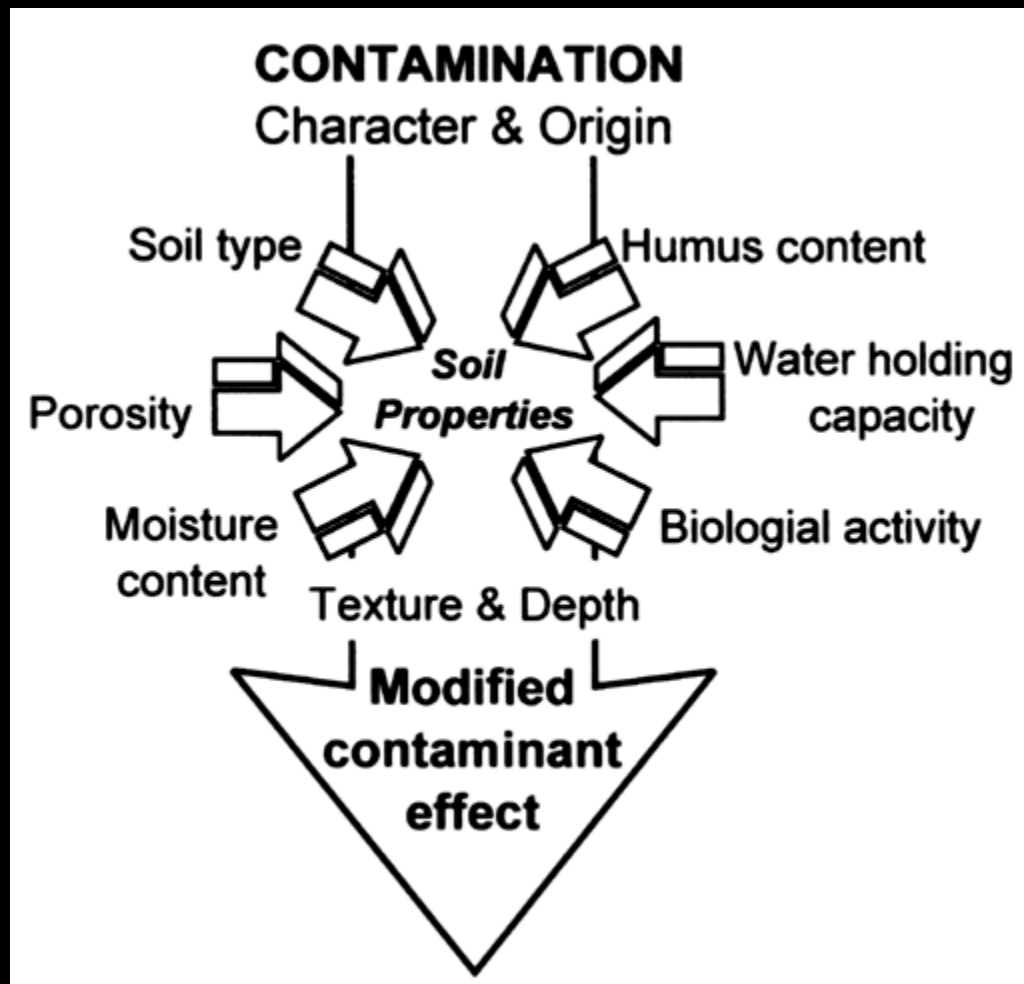 CONTAMINATION
Character & Origin
Soil type
Humus content
Soil
Properties
Porosity
Water holding
capacity
Moisture
content
Biologial activity
Texture & Depth
Modified
contaminant
effect